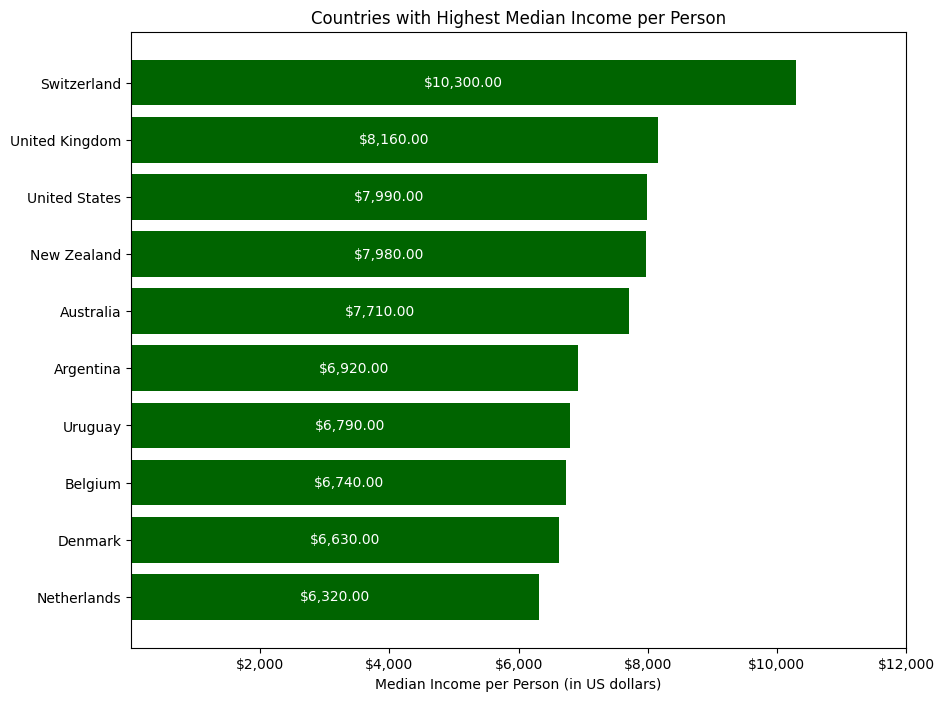 Countries with Highest Median Income per Person
Switzerland $10,300.00
United Kingdom $8,160.00
United States $7,990.00
New Zealand $7,980.00
Australia $7,710.00
Argentina $6,920.00
Uruguay $6,790.00
Belgium $6,740.00
Denmark $6,630.00
Netherlands $6,320.00
$2,000 $4,000 $6,000 $8,000 $10,000 $12,000
Median Income per Person (in US dollars)